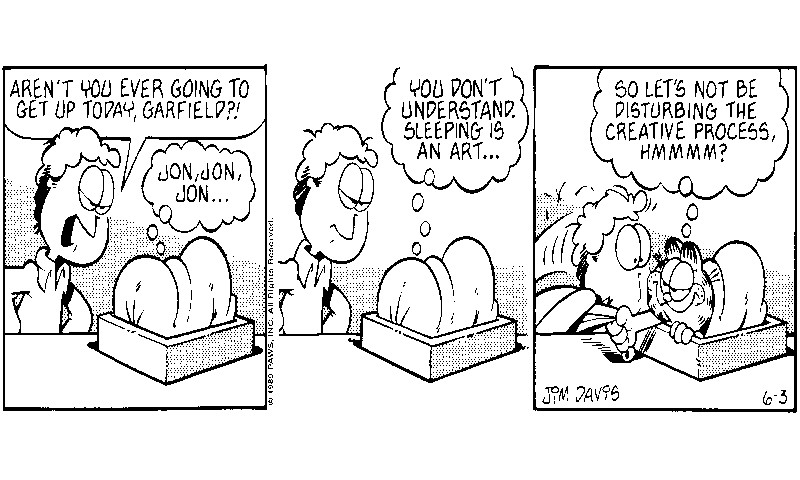 AREN'T YOU EVER GOING TO
GET UP TODAY, GARFIELD?!
JON, JON,
JON...
© 1989 PAWS, INC. All Rights Reserved.
YOU DON'T
UNDERSTAND.
SLEEPING IS
AN ART...
SO LET'S NOT BE
DISTURBING THE
CREATIVE PROCESS,
HMMMM?
JIM DAVIS
6-3